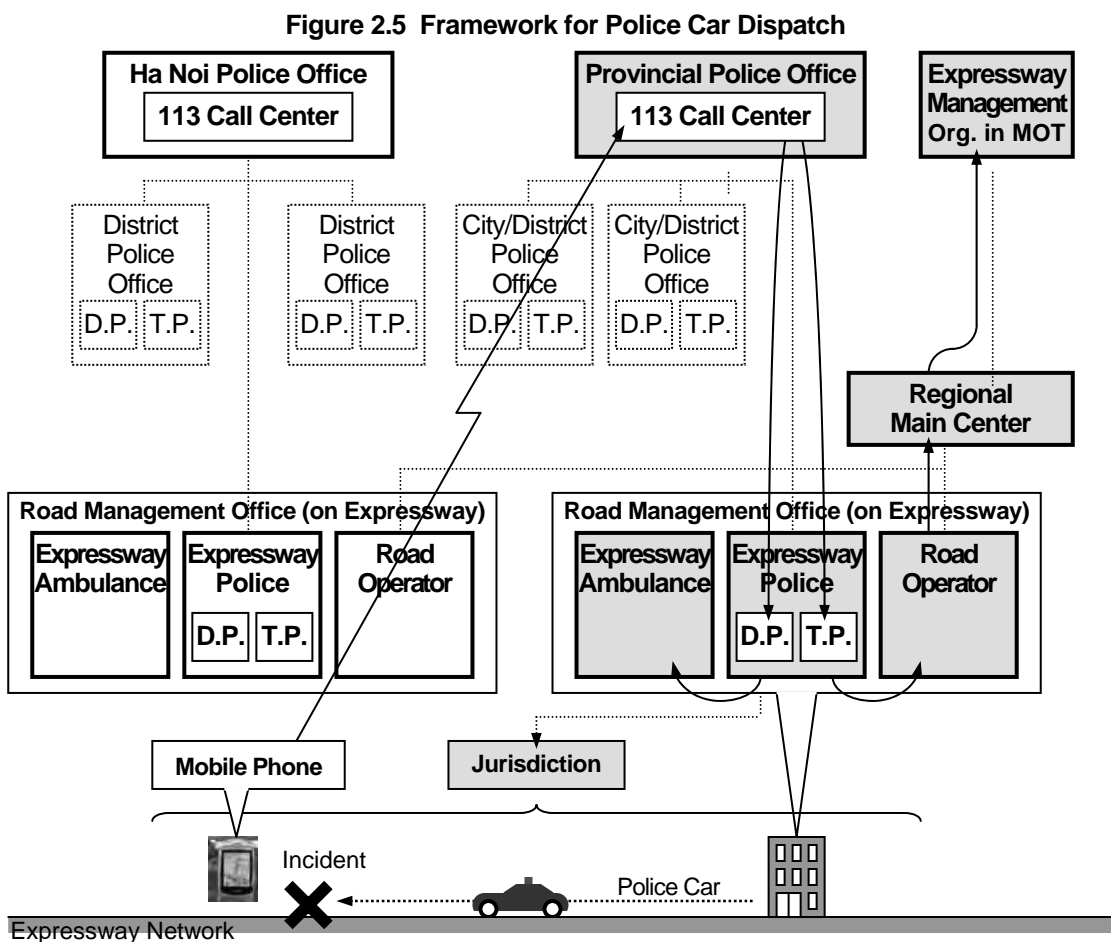 Figure 2.5  Framework for Police Car Dispatch
Ha Noi Police Office
113 Call Center
Provincial Police Office
113 Call Center
Expressway
Management
Org. in MOT
District
Police
Office
D.P.
T.P.
District
Police
Office
D.P.
T.P.
City/District
Police
Office
D.P.
T.P.
City/District
Police
Office
D.P.
T.P.
Regional
Main Center
Road Management Office (on Expressway)
Expressway
Ambulance
Expressway
Police
D.P.
T.P.
Road
Operator
Road Management Office (on Expressway)
Expressway
Ambulance
Expressway
Police
D.P.
T.P.
Road
Operator
Mobile Phone
Jurisdiction
Incident
Police Car
Expressway Network